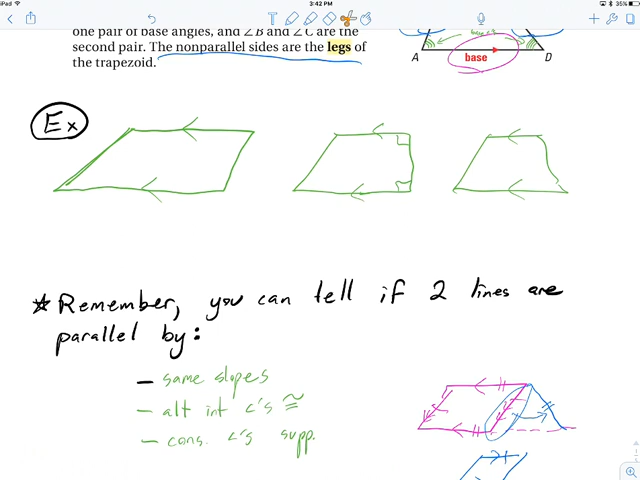 iPad
3:42 PM
35%
one pair of base angles, and ∠B and ∠C are the
second pair. The nonparallel sides are the legs of
the trapezoid.
A
base
D
Ex
* Remember, you can tell if 2 lines are
parallel by:
- same slopes
- alt int ∠'s ≅
- cons. ∠'s supp.